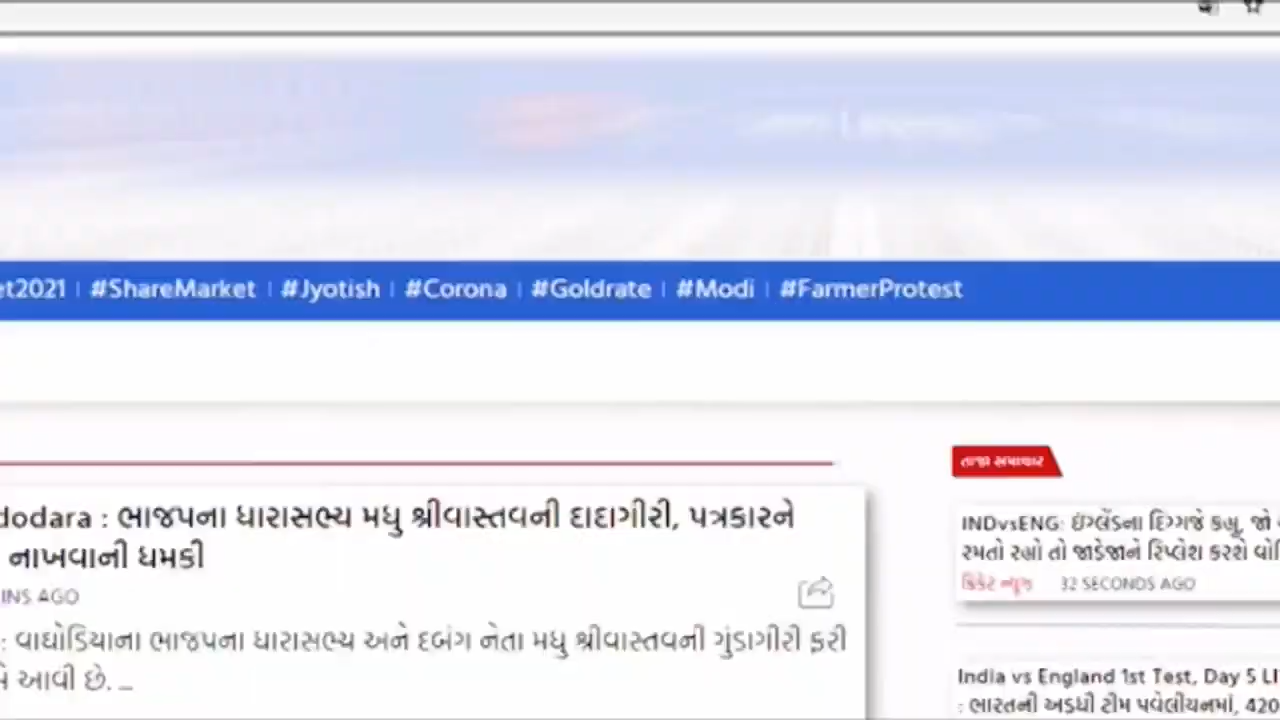 et2021 | #ShareMarket | #Jyotish | #Corona | #Goldrate | #Modi | #FarmerProtest
તાજા સમાચાર
dodara : ભાજપના ધારાસભ્ય મધુ શ્રીવાસ્તવની દાદાગીરી, પત્રકારને
નાખવાની ધમકી
INS AGO
: વાઘોડિયાના ભાજપના ધારાસભ્ય અને દબંગ નેતા મધુ શ્રીવાસ્તવની ગુંડાગીરી ફરી
આવી છે. ...
INDvsENG: ઇંગ્લેંડના દિગ્ગજે કહ્યુ, જો
રમતો રહ્યો તો જાડેજાને રિપ્લેશ કરશે વોિ
ક્રિકેટ ન્યૂઝ 32 SECONDS AGO
India vs England 1st Test, Day 5 LI
: ભારતની અડધી ટીમ પવેલીયનમાં, 420